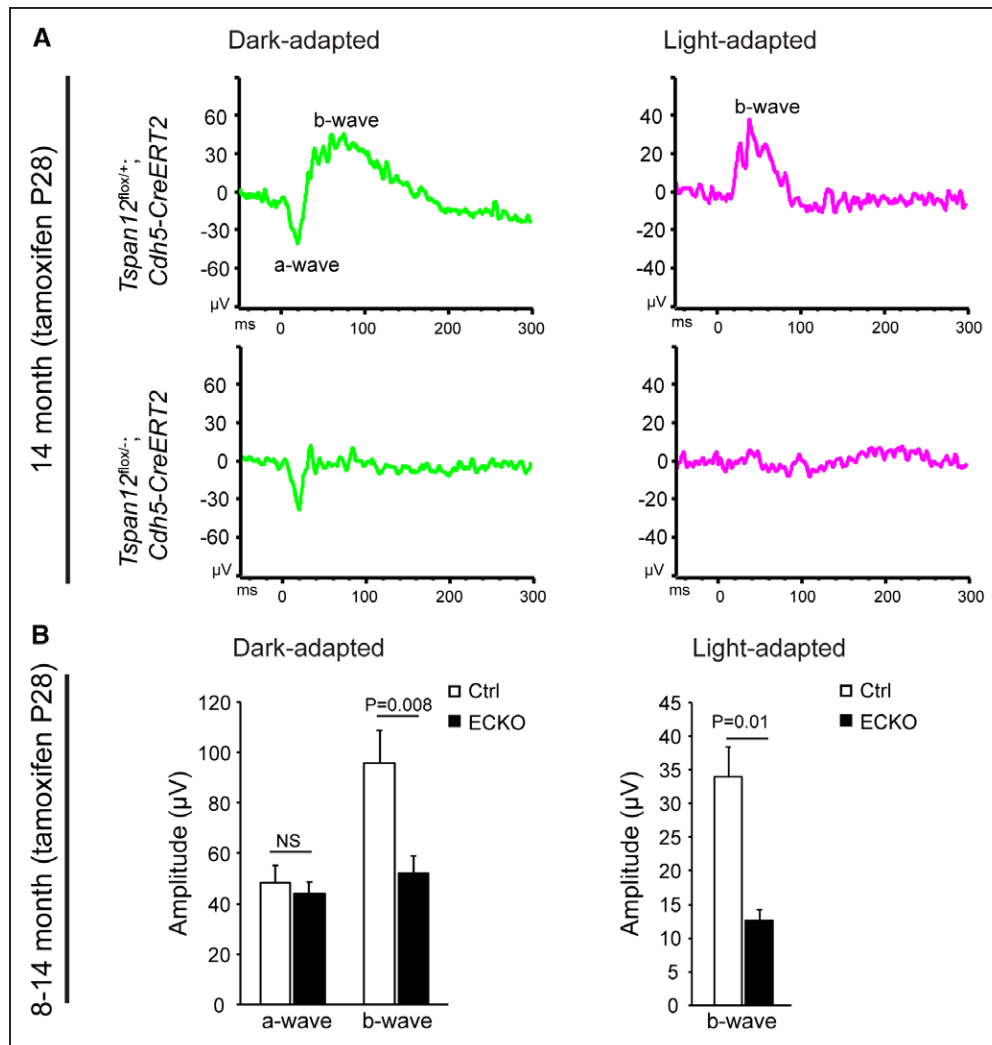 A
Dark-adapted
Light-adapted
14 month (tamoxifen P28)
Tspan12flox/+;
Cdh5-CreERT2
60
30
0
-30
-60
µV
ms
0
100
200
300
b-wave
a-wave
40
20
0
-20
-40
µV
ms
0
100
200
300
b-wave
Tspan12flox/-;
Cdh5-CreERT2
60
30
0
-30
-60
µV
ms
0
100
200
300
40
20
0
-20
-40
µV
ms
0
100
200
300
B
8-14 month (tamoxifen P28)
Dark-adapted
Ctrl
ECKO
Amplitude (µV)
120
100
80
60
40
20
0
NS
P=0.008
a-wave
b-wave
Light-adapted
Ctrl
ECKO
Amplitude (µV)
45
40
35
30
25
20
15
10
5
0
P=0.01
b-wave